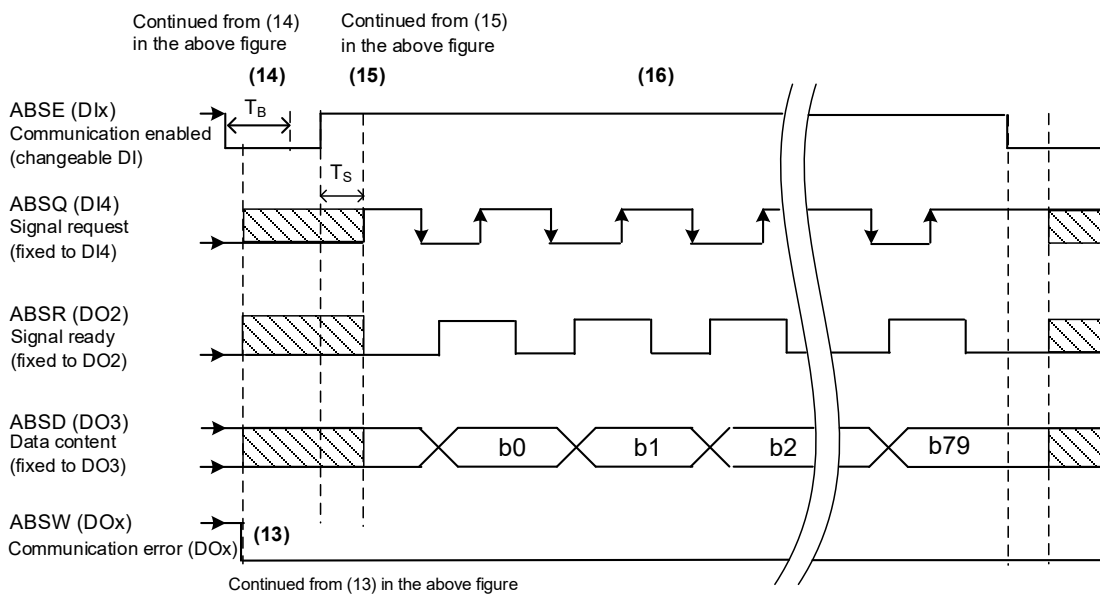 Continued from (14)
in the above figure
Continued from (15)
in the above figure
(14)
(15)
(16)
ABSE (DIx)
Communication enabled
(changeable DI)
TB
TS
ABSQ (DI4)
Signal request
(fixed to DI4)
ABSR (DO2)
Signal ready
(fixed to DO2)
ABSD (DO3)
Data content
(fixed to DO3)
b0
b1
b2
b79
ABSW (DOx)
Communication error (DOx)
(13)
Continued from (13) in the above figure